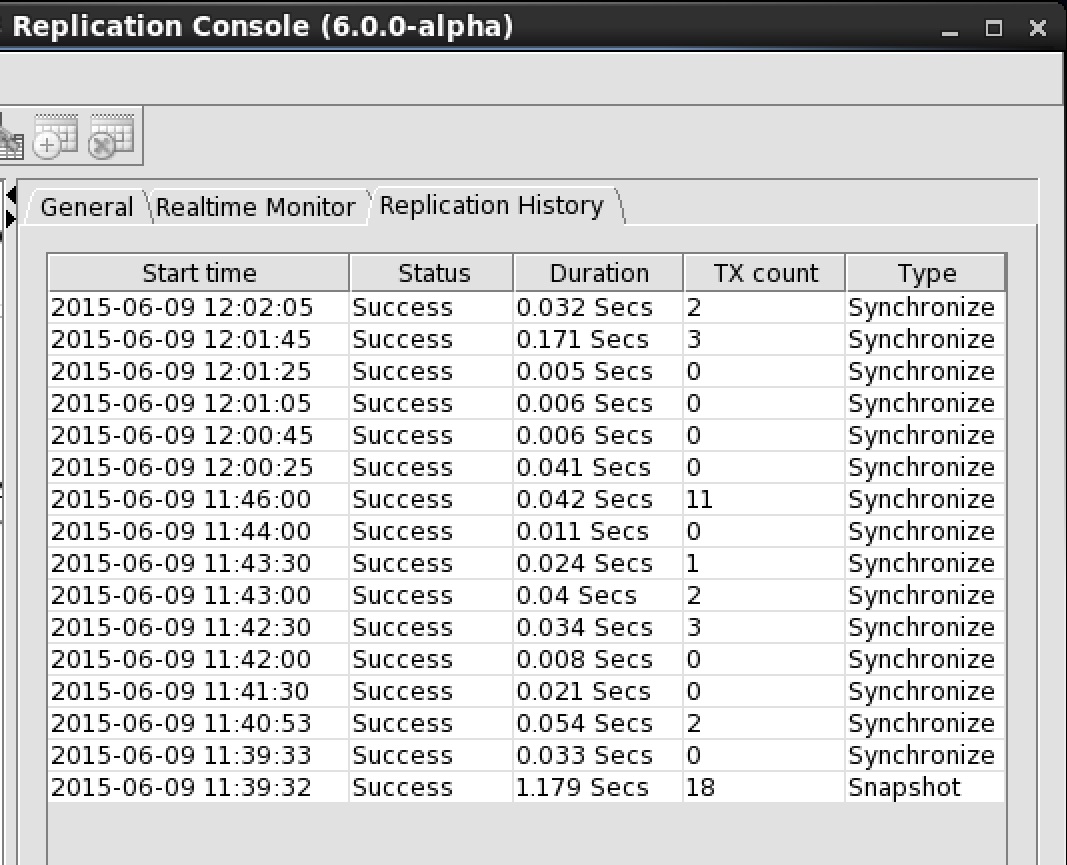 Replication Console (6.0.0-alpha)
General Realtime Monitor Replication History
Start time Status Duration TX count Type
2015-06-09 12:02:05 Success 0.032 Secs 2 Synchronize
2015-06-09 12:01:45 Success 0.171 Secs 3 Synchronize
2015-06-09 12:01:25 Success 0.005 Secs 0 Synchronize
2015-06-09 12:01:05 Success 0.006 Secs 0 Synchronize
2015-06-09 12:00:45 Success 0.006 Secs 0 Synchronize
2015-06-09 12:00:25 Success 0.041 Secs 0 Synchronize
2015-06-09 11:46:00 Success 0.042 Secs 11 Synchronize
2015-06-09 11:44:00 Success 0.011 Secs 0 Synchronize
2015-06-09 11:43:30 Success 0.024 Secs 1 Synchronize
2015-06-09 11:43:00 Success 0.04 Secs 2 Synchronize
2015-06-09 11:42:30 Success 0.034 Secs 3 Synchronize
2015-06-09 11:42:00 Success 0.008 Secs 0 Synchronize
2015-06-09 11:41:30 Success 0.021 Secs 0 Synchronize
2015-06-09 11:40:53 Success 0.054 Secs 2 Synchronize
2015-06-09 11:39:33 Success 0.033 Secs 0 Synchronize
2015-06-09 11:39:32 Success 1.179 Secs 18 Snapshot